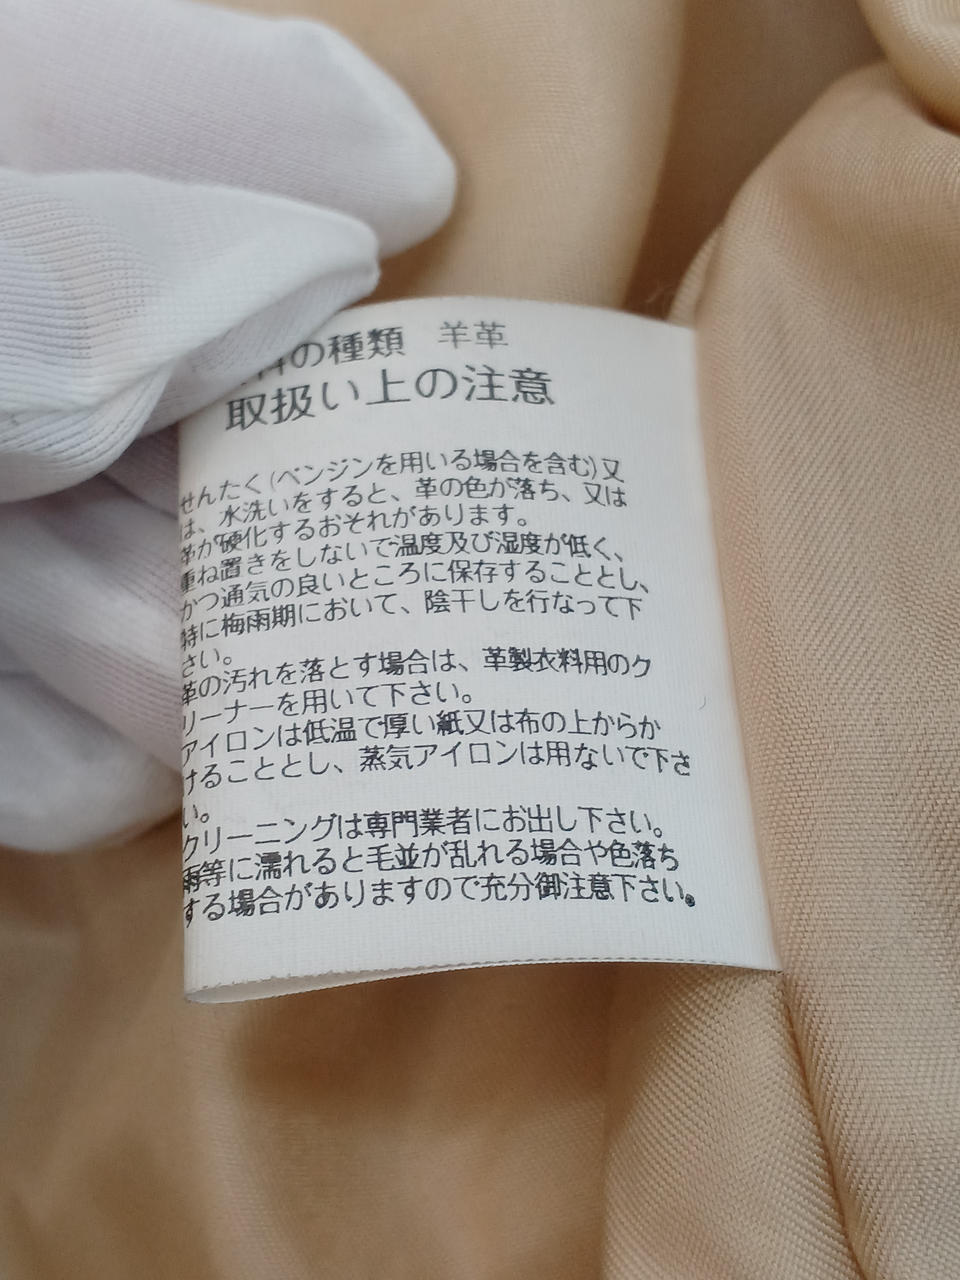 の種類 羊革
取扱い上の注意
せんたく(ベンジンを用いる場合を含む)又
は、水洗いをすると、革の色が落ち、又は
革が硬化するおそれがあります。
重ね置きをしないで温度及び湿度が低く、
かつ通気の良いところに保存することとし、
特に梅雨期において、陰干しを行なって下
さい。
革の汚れを落とす場合は、革製衣料用のク
リーナーを用いて下さい。
アイロンは低温で厚い紙又は布の上からか
けることとし、蒸気アイロンは用ないで下さ
い。
クリーニングは専門業者にお出し下さい。
雨等に濡れると毛並が乱れる場合や色落ち
する場合がありますので充分御注意下さい。